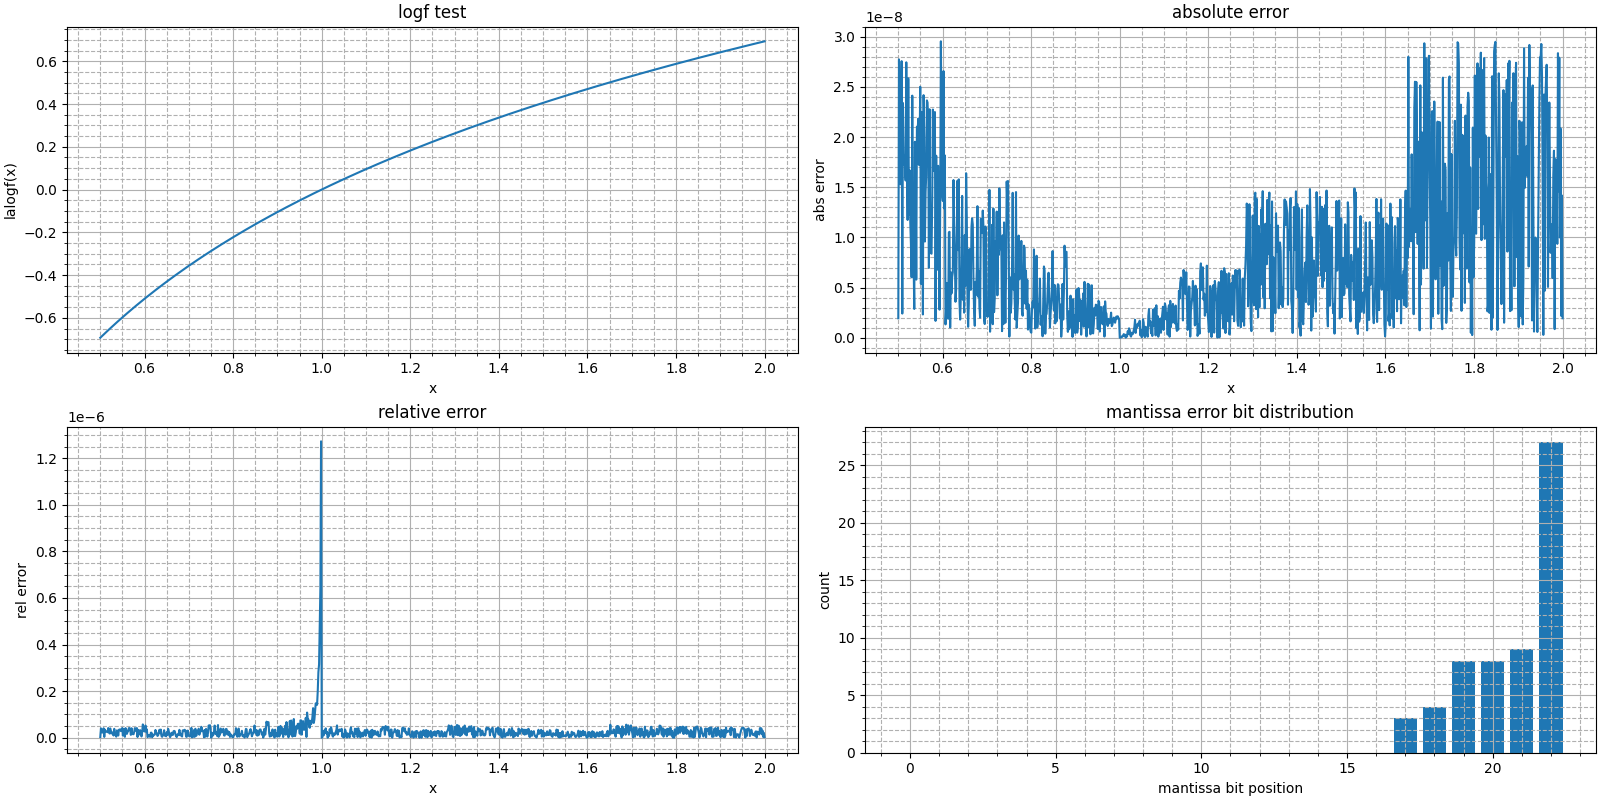 logf test
lalogf(x)
0.6
0.4
0.2
0.0
−0.2
−0.4
−0.6
0.6 0.8 1.0 1.2 1.4 1.6 1.8 2.0
x
absolute error
1e−8
abs error
3.0
2.5
2.0
1.5
1.0
0.5
0.0
0.6 0.8 1.0 1.2 1.4 1.6 1.8 2.0
x
relative error
1e−6
rel error
1.2
1.0
0.8
0.6
0.4
0.2
0.0
0.6 0.8 1.0 1.2 1.4 1.6 1.8 2.0
x
mantissa error bit distribution
count
25
20
15
10
5
0
0 5 10 15 20
mantissa bit position